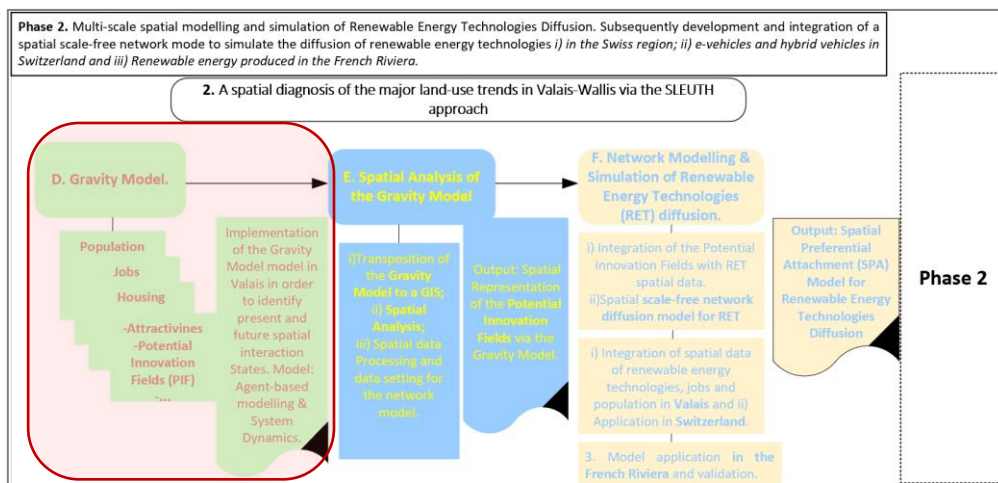 Phase 2. Multi-scale spatial modelling and simulation of Renewable Energy Technologies Diffusion. Subsequently development and integration of a
spatial scale-free network mode to simulate the diffusion of renewable energy technologies i) in the Swiss region; ii) e-vehicles and hybrid vehicles in
Switzerland and iii) Renewable energy produced in the French Riviera.
2. A spatial diagnosis of the major land-use trends in Valais-Wallis via the SLEUTH
approach
D. Gravity Model.
Population
Jobs
Housing
-Attractivines
-Potential
Innovation
Fields (PIF)
-...
Implementation
of the Gravity
Model model in
Valais in order
to identify
present and
future spatial
interaction
States. Model:
Agent-based
modelling &
System
Dynamics.
E. Spatial Analysis of
the Gravity Model
i)Transposition of
the Gravity
Model to a GIS;
ii) Spatial
Analysis;
iii) Spatial data
Processing and
data setting for
the network
model.
Output: Spatial
Representation
of the Potential
Innovation
Fields via the
Gravity Model.
F. Network Modelling &
Simulation of Renewable
Energy Technologies
(RET) diffusion.
i) Integration of the Potential
Innovation Fields with RET
spatial data.
ii)Spatial scale-free network
diffusion model for RET
i) Integration of spatial data
of renewable energy
technologies, jobs and
population in Valais and ii)
Application in Switzerland.
3. Model application in the
French Riviera and validation.
Output: Spatial
Preferential
Attachment (SPA)
Model for
Renewable Energy
Technologies
Diffusion
Phase 2